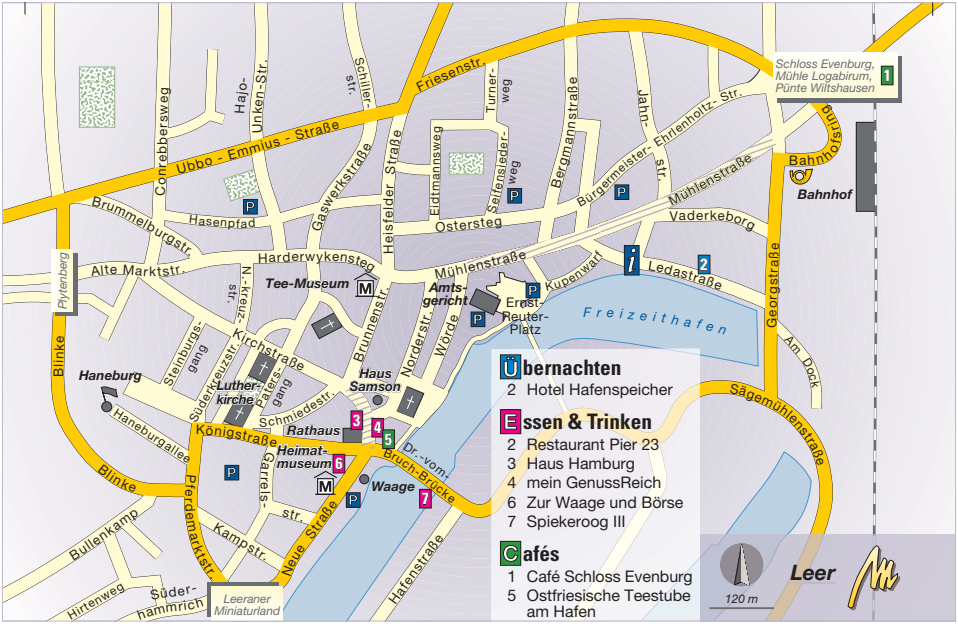 Schloss Evenburg,
Mühle Logabirum,
Pünte Wiltshausen
1
Friesenstr.
Schiller-
str.
Turner-
weg
Hajo-
Unken-Str.
Conrebbersweg
Ubbo - Emmius - Straße
Jahn-
str.
Bürgermeister- Ehrlenholtz- Str.
Bahnhofsring
Bahnhof
Bergmannstraße
Eidtmannsweg
Seifensieder-
weg
Gaswerkstraße
Heisfelder Straße
Mühlenstraße
P
P
P
Brummelburgstr.
Hasenpfad
Ostersteg
Vaderkeborg
Harderwykensteg
Alte Marktstr.
Plytenberg
N.-kreuz-
str.
Tee-Museum
M
Mühlenstraße
Kupenwarf
i
Ledastraße
2
Amts-
gericht
P
P
Ernst-
Reuter-
Platz
Freizeithafen
Georgstraße
Brunnenstr.
Norderstr.
Wörde
Steinburgs-
gang
Kirchstraße
Am Dock
Blinke
Haneburg
Süderkreuzstr.
Luther-
kirche
Paters-
gang
Haus
Samson
Schmiedestr.
Haneburgallee
Königstraße
Rathaus
3
4
5
Heimat-
museum
6
M
Dr.-vom-
Bruch-Brücke
Waage
7
P
P
Garrels-
str.
Blinke
Pferdemarktstr.
Neue Straße
Kampstr.
Bullenkamp
Hirtenweg
Süder-
hammrich
Leeraner
Miniaturland
Hafenstraße
Sägemühlenstraße
Übernachten
2 Hotel Hafenspeicher
Essen & Trinken
2 Restaurant Pier 23
3 Haus Hamburg
4 mein GenussReich
6 Zur Waage und Börse
7 Spiekeroog III
Cafés
1 Café Schloss Evenburg
5 Ostfriesische Teestube
am Hafen
120 m
Leer
M